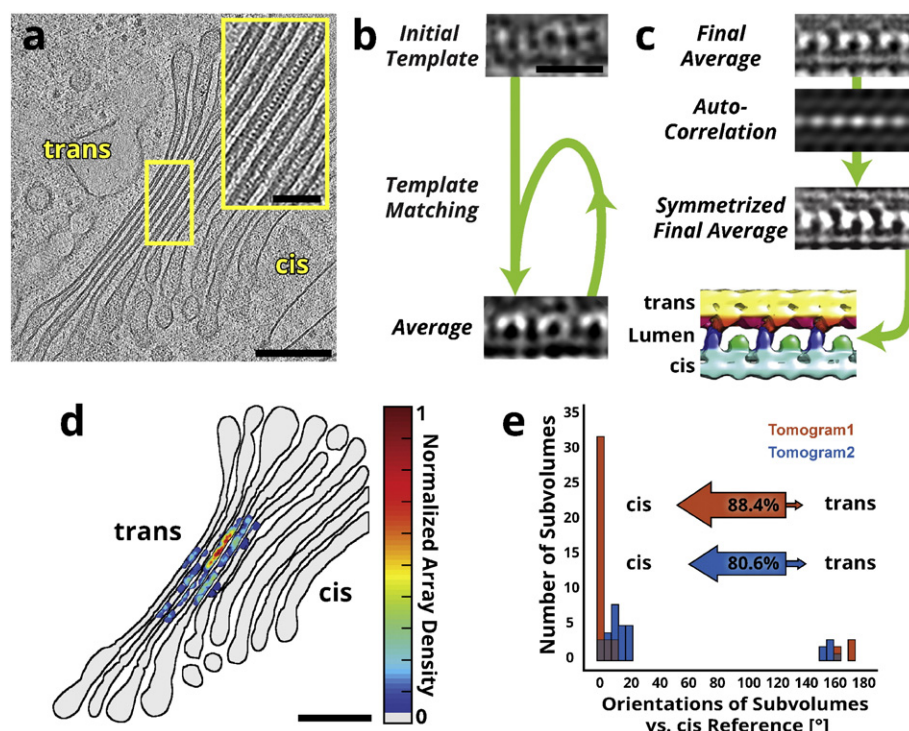 a
trans
cis
b
Initial
Template
Template
Matching
Average
c
Final
Average
Auto-
Correlation
Symmetrized
Final Average
trans
Lumen
cis
d
trans
cis
1
Normalized Array Density
0
e
Tomogram1
Tomogram2
cis 88.4% trans
cis 80.6% trans
Number of Subvolumes
35
30
25
20
15
10
5
0
0 20 40 60 80 100 120 140 160 180
Orientations of Subvolumes
vs. cis Reference [°]